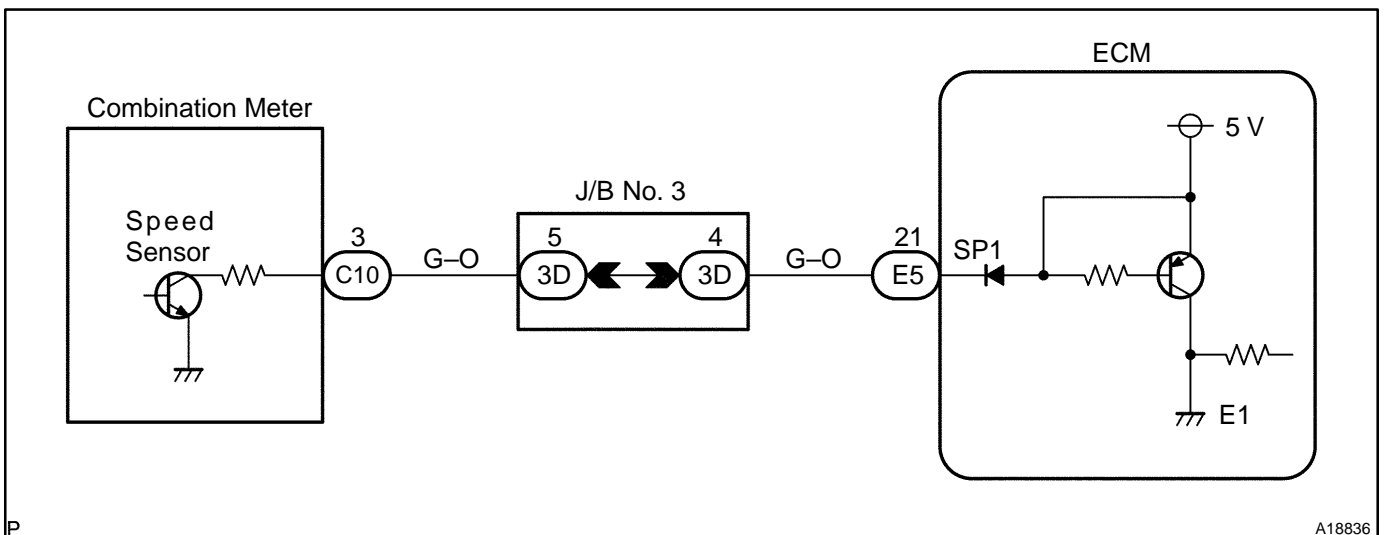 ECM
Combination Meter
5 V
J/B No. 3
Speed
Sensor
3
5
4
21
SP1
G–O
G–O
C10
3D
3D
E5
E1
P
A18836